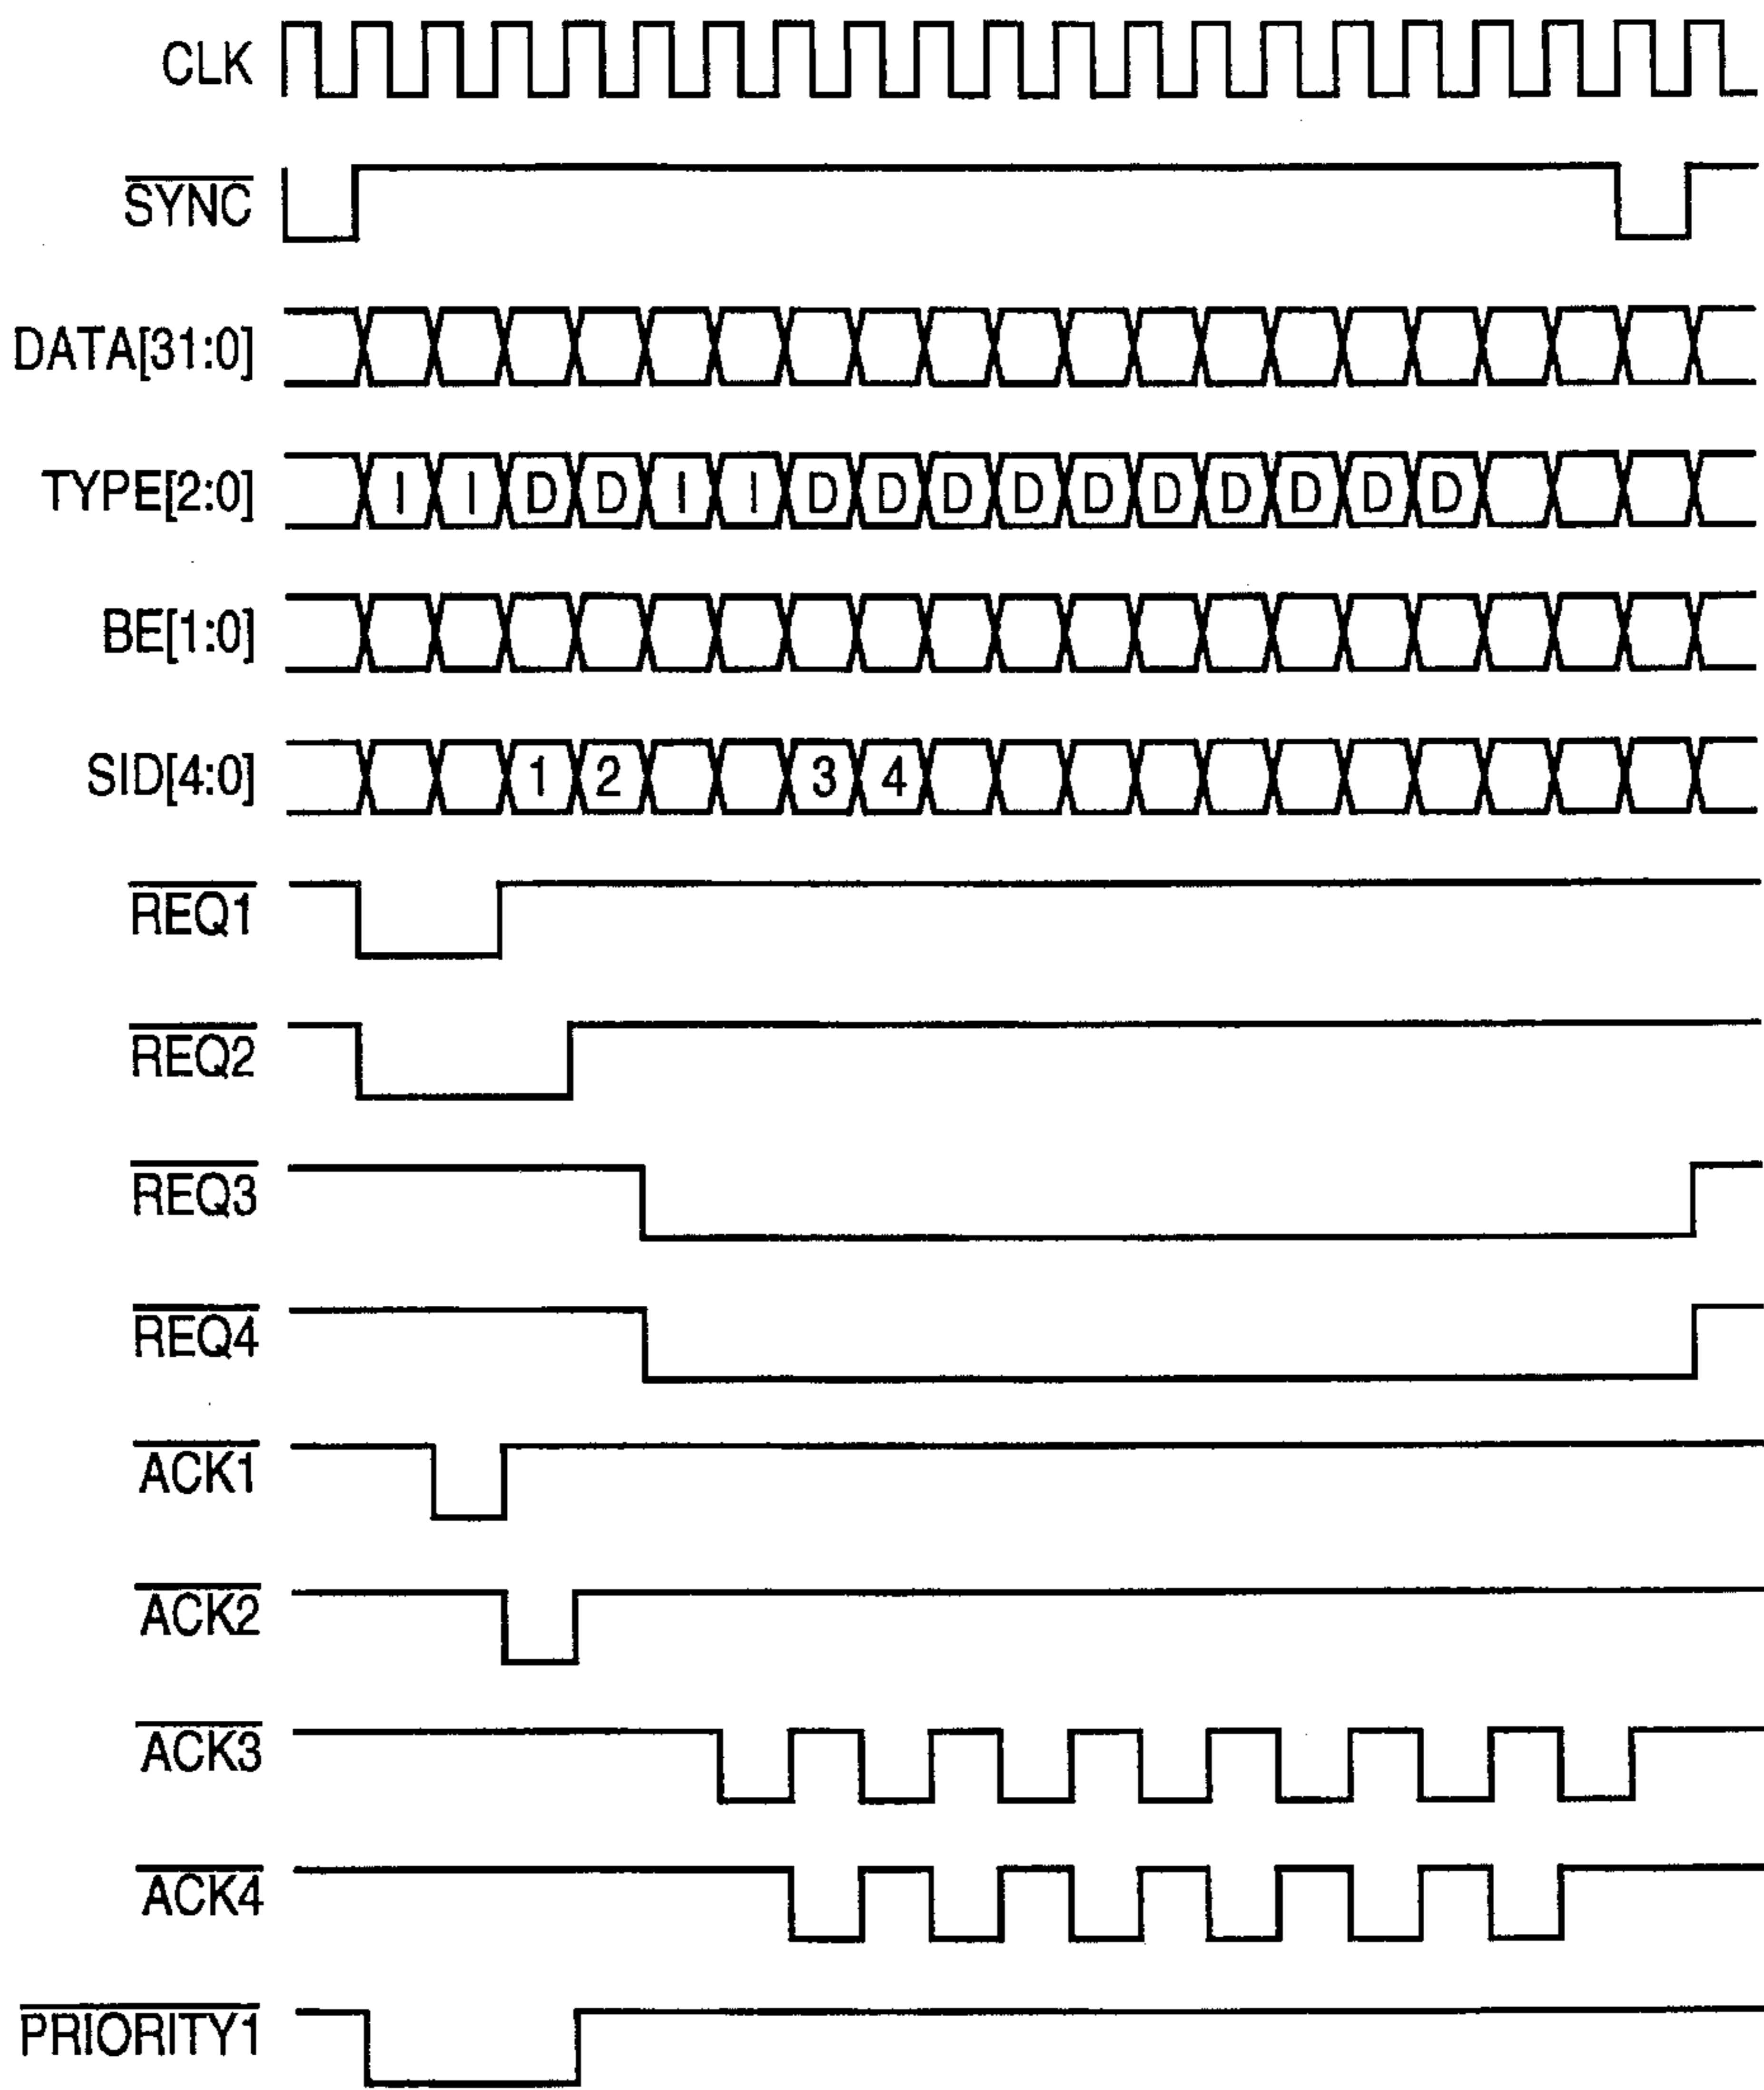 CLK
SYNC
DATA[31:0]
TYPE[2:0] I I D D I I D D D D D D D D D D
BE[1:0]
SID[4:0] 1 2 3 4
REQ1
REQ2
REQ3
REQ4
ACK1
ACK2
ACK3
ACK4
PRIORITY1